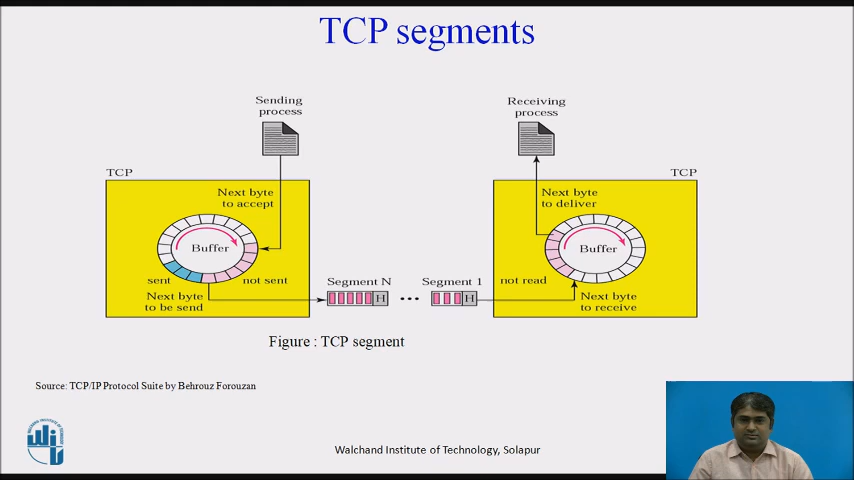 TCP segments
Sending
process
Receiving
process
TCP
TCP
Next byte
to accept
Next byte
to deliver
Buffer
Buffer
sent
not sent
Segment N
Segment 1
not read
Next byte
to be send
H
...
H
Next byte
to receive
Figure : TCP segment
Source: TCP/IP Protocol Suite by Behrouz Forouzan
Walchand Institute of Technology, Solapur